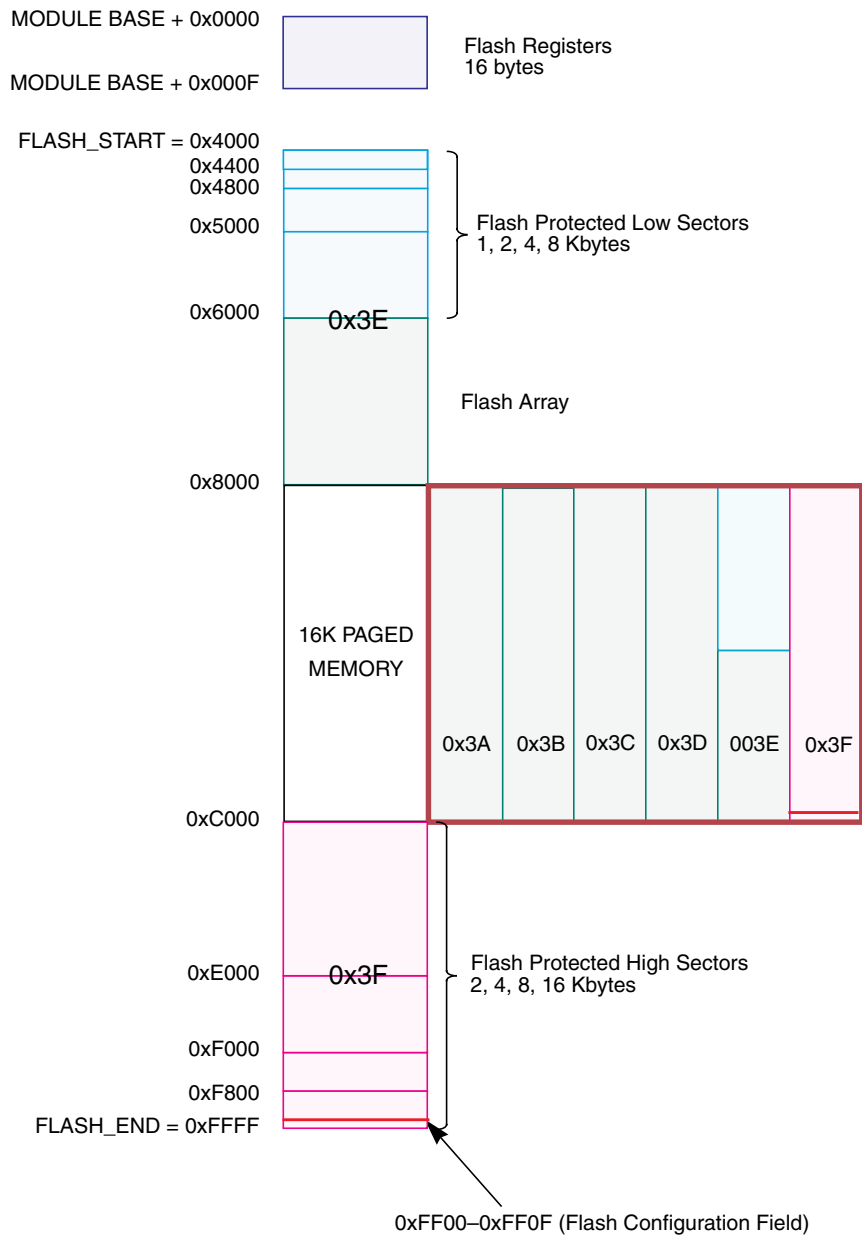 MODULE BASE + 0x0000
Flash Registers
16 bytes
MODULE BASE + 0x000F
FLASH_START = 0x4000
0x4400
0x4800
Flash Protected Low Sectors
1, 2, 4, 8 Kbytes
0x5000
0x6000
0x3E
Flash Array
0x8000
16K PAGED
MEMORY
0x3A
0x3B
0x3C
0x3D
003E
0x3F
0xC000
Flash Protected High Sectors
2, 4, 8, 16 Kbytes
0xE000
0x3F
0xF000
0xF800
FLASH_END = 0xFFFF
0xFF00–0xFF0F (Flash Configuration Field)